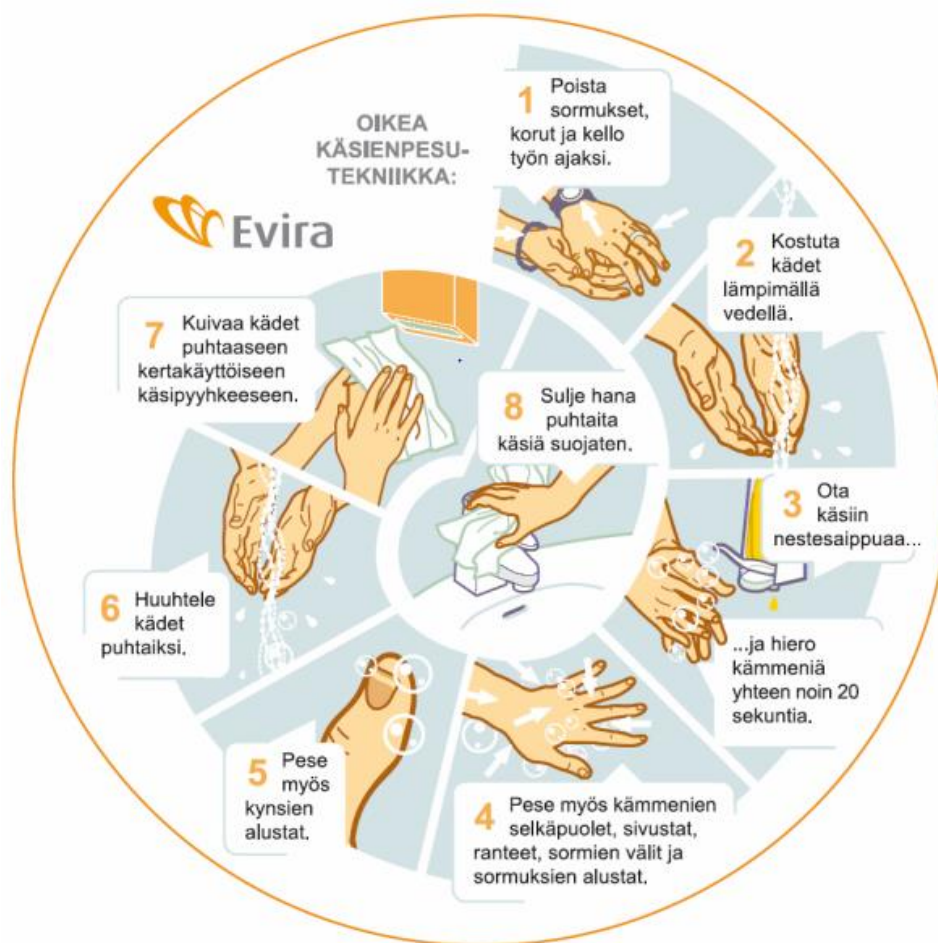 OIKEA
KÄSIENPESU-
TEKNIIKKA:
Evira
1 Poista
sormukset,
korut ja kello
työn ajaksi.
2 Kostuta
kädet
lämpimällä
vedellä.
3 Ota
käsiin
nestesaippuaa...
...ja hiero
kämmeniä
yhteen noin 20
sekuntia.
4 Pese myös kämmenien
selkäpuolet, sivustat,
ranteet, sormien välit ja
sormuksien alustat.
5 Pese
myös
kynsien
alustat.
6 Huuhtele
kädet
puhtaiksi.
7 Kuivaa kädet
puhtaaseen
kertakäyttöiseen
käsipyyhkeeseen.
8 Sulje hana
puhtaita
käsiä suojaten.